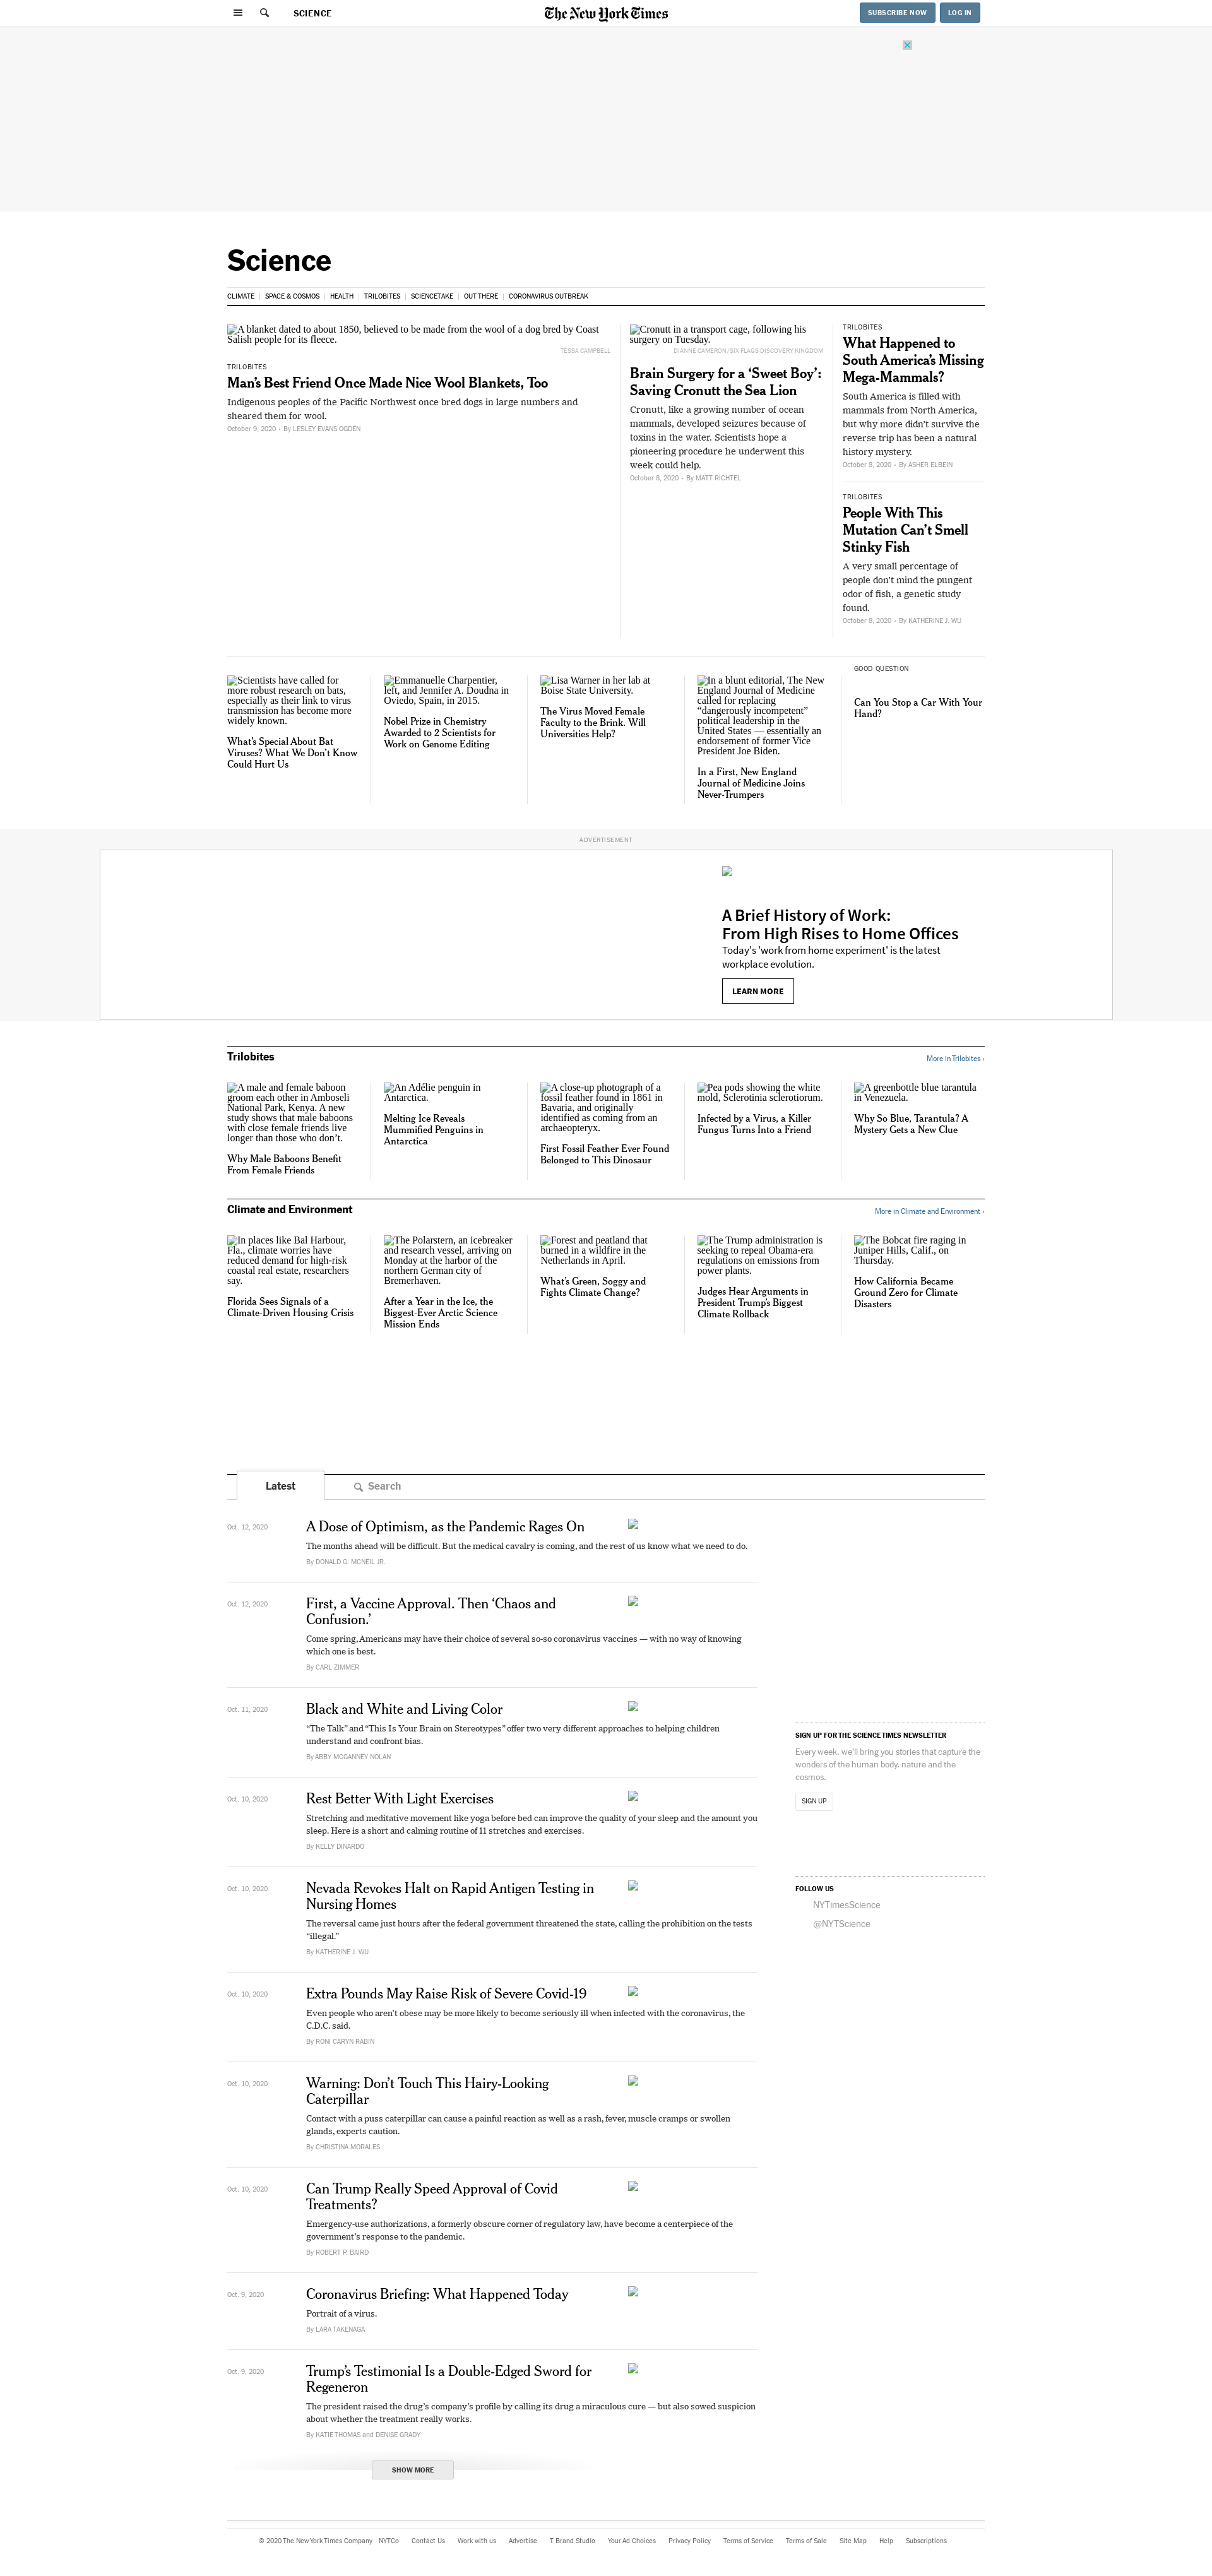 SCIENCE
The New York Times
SUBSCRIBE NOW
LOG IN
Science
CLIMATE
SPACE & COSMOS
HEALTH
TRILOBITES
SCIENCETAKE
OUT THERE
CORONAVIRUS OUTBREAK
A blanket dated to about 1850, believed to be made from the wool of a dog bred by Coast
Salish people for its fleece.
TESSA CAMPBELL
TRILOBITES
Man's Best Friend Once Made Nice Wool Blankets, Too
Indigenous peoples of the Pacific Northwest once bred dogs in large numbers and
sheared them for wool.
October 9, 2020 - By LESLEY EVANS OGDEN
Cronutt in a transport cage, following his
surgery on Tuesday.
DIANNE CAMERON/SIX FLAGS DISCOVERY KINGDOM
Brain Surgery for a ‘Sweet Boy’:
Saving Cronutt the Sea Lion
Cronutt, like a growing number of ocean
mammals, developed seizures because of
toxins in the water. Scientists hope a
pioneering procedure he underwent this
week could help.
October 8, 2020 - By MATT RICHTEL
TRILOBITES
What Happened to
South America’s Missing
Mega-Mammals?
South America is filled with
mammals from North America,
but why more didn't survive the
reverse trip has been a natural
history mystery.
October 8, 2020 - By ASHER ELBEIN
TRILOBITES
People With This
Mutation Can’t Smell
Stinky Fish
A very small percentage of
people don't mind the pungent
odor of fish, a genetic study
found.
October 8, 2020 - By KATHERINE J. WU
Scientists have called for
more robust research on bats,
especially as their link to virus
transmission has become more
widely known.
What’s Special About Bat
Viruses? What We Don’t Know
Could Hurt Us
Emmanuelle Charpentier,
left, and Jennifer A. Doudna in
Oviedo, Spain, in 2015.
Nobel Prize in Chemistry
Awarded to 2 Scientists for
Work on Genome Editing
Lisa Warner in her lab at
Boise State University.
The Virus Moved Female
Faculty to the Brink. Will
Universities Help?
In a blunt editorial, The New
England Journal of Medicine
called for replacing
“dangerously incompetent”
political leadership in the
United States — essentially an
endorsement of former Vice
President Joe Biden.
In a First, New England
Journal of Medicine Joins
Never-Trumpers
GOOD QUESTION
Can You Stop a Car With Your
Hand?
ADVERTISEMENT
A Brief History of Work:
From High Rises to Home Offices
Today's 'work from home experiment' is the latest
workplace evolution.
LEARN MORE
Trilobites
More in Trilobites ›
A male and female baboon
groom each other in Amboseli
National Park, Kenya. A new
study shows that male baboons
with close female friends live
longer than those who don’t.
Why Male Baboons Benefit
From Female Friends
An Adélie penguin in
Antarctica.
Melting Ice Reveals
Mummified Penguins in
Antarctica
A close-up photograph of a
fossil feather found in 1861 in
Bavaria, and originally
identified as coming from an
archaeopteryx.
First Fossil Feather Ever Found
Belonged to This Dinosaur
Pea pods showing the white
mold, Sclerotinia sclerotiorum.
Infected by a Virus, a Killer
Fungus Turns Into a Friend
A greenbottle blue tarantula
in Venezuela.
Why So Blue, Tarantula? A
Mystery Gets a New Clue
Climate and Environment
More in Climate and Environment ›
In places like Bal Harbour,
Fla., climate worries have
reduced demand for high-risk
coastal real estate, researchers
say.
Florida Sees Signals of a
Climate-Driven Housing Crisis
The Polarstern, an icebreaker
and research vessel, arriving on
Monday at the harbor of the
northern German city of
Bremerhaven.
After a Year in the Ice, the
Biggest-Ever Arctic Science
Mission Ends
Forest and peatland that
burned in a wildfire in the
Netherlands in April.
What’s Green, Soggy and
Fights Climate Change?
The Trump administration is
seeking to repeal Obama-era
regulations on emissions from
power plants.
Judges Hear Arguments in
President Trump’s Biggest
Climate Rollback
The Bobcat fire raging in
Juniper Hills, Calif., on
Thursday.
How California Became
Ground Zero for Climate
Disasters
Latest
Search
Oct. 12, 2020
A Dose of Optimism, as the Pandemic Rages On
The months ahead will be difficult. But the medical cavalry is coming, and the rest of us know what we need to do.
By DONALD G. MCNEIL JR.
Oct. 12, 2020
First, a Vaccine Approval. Then ‘Chaos and
Confusion.’
Come spring, Americans may have their choice of several so-so coronavirus vaccines — with no way of knowing
which one is best.
By CARL ZIMMER
Oct. 11, 2020
Black and White and Living Color
“The Talk” and “This Is Your Brain on Stereotypes” offer two very different approaches to helping children
understand and confront bias.
By ABBY MCGANNEY NOLAN
Oct. 10, 2020
Rest Better With Light Exercises
Stretching and meditative movement like yoga before bed can improve the quality of your sleep and the amount you
sleep. Here is a short and calming routine of 11 stretches and exercises.
By KELLY DINARDO
Oct. 10, 2020
Nevada Revokes Halt on Rapid Antigen Testing in
Nursing Homes
The reversal came just hours after the federal government threatened the state, calling the prohibition on the tests
“illegal.”
By KATHERINE J. WU
Oct. 10, 2020
Extra Pounds May Raise Risk of Severe Covid-19
Even people who aren’t obese may be more likely to become seriously ill when infected with the coronavirus, the
C.D.C. said.
By RONI CARYN RABIN
Oct. 10, 2020
Warning: Don’t Touch This Hairy-Looking
Caterpillar
Contact with a puss caterpillar can cause a painful reaction as well as a rash, fever, muscle cramps or swollen
glands, experts caution.
By CHRISTINA MORALES
Oct. 10, 2020
Can Trump Really Speed Approval of Covid
Treatments?
Emergency-use authorizations, a formerly obscure corner of regulatory law, have become a centerpiece of the
government’s response to the pandemic.
By ROBERT P. BAIRD
Oct. 9, 2020
Coronavirus Briefing: What Happened Today
Portrait of a virus.
By LARA TAKENAGA
Oct. 9, 2020
Trump’s Testimonial Is a Double-Edged Sword for
Regeneron
The president raised the drug’s company’s profile by calling its drug a miraculous cure — but also sowed suspicion
about whether the treatment really works.
By KATIE THOMAS and DENISE GRADY
SHOW MORE
SIGN UP FOR THE SCIENCE TIMES NEWSLETTER
Every week, we'll bring you stories that capture the
wonders of the human body, nature and the
cosmos.
SIGN UP
FOLLOW US
NYTimesScience
@NYTScience
© 2020 The New York Times Company
NYTCo
Contact Us
Work with us
Advertise
T Brand Studio
Your Ad Choices
Privacy Policy
Terms of Service
Terms of Sale
Site Map
Help
Subscriptions